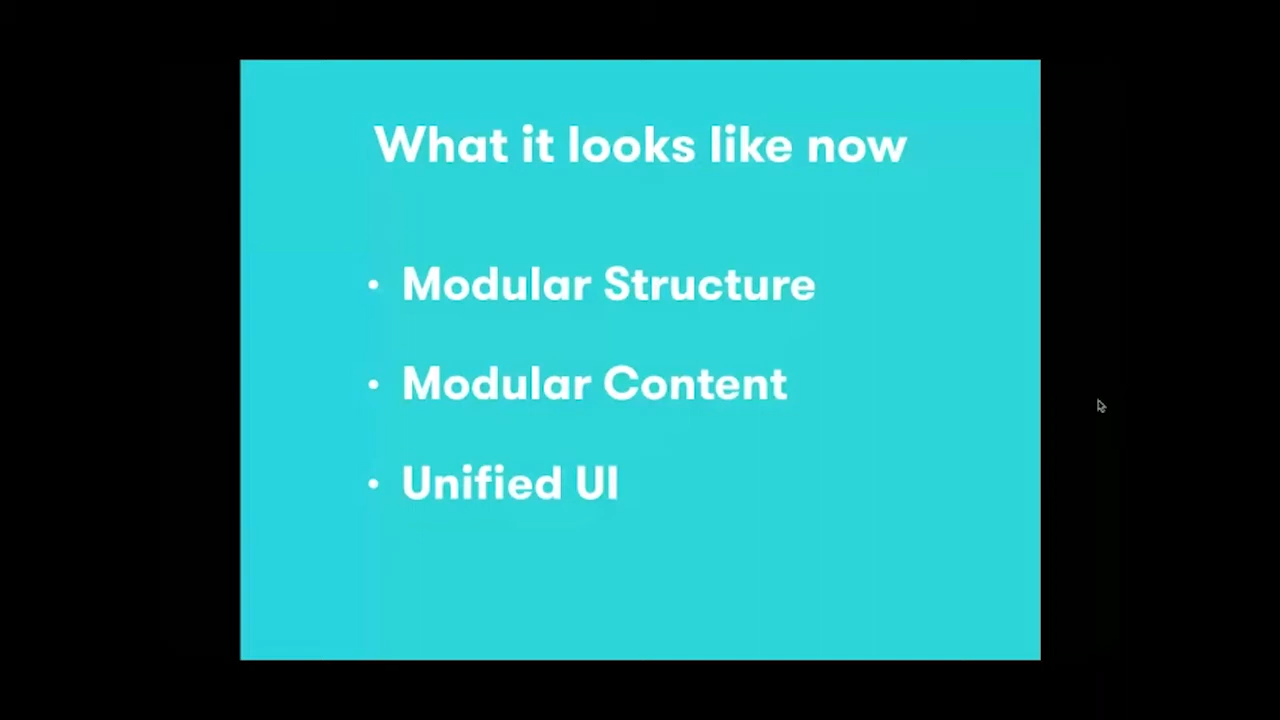 What it looks like now
• Modular Structure
• Modular Content
• Unified UI